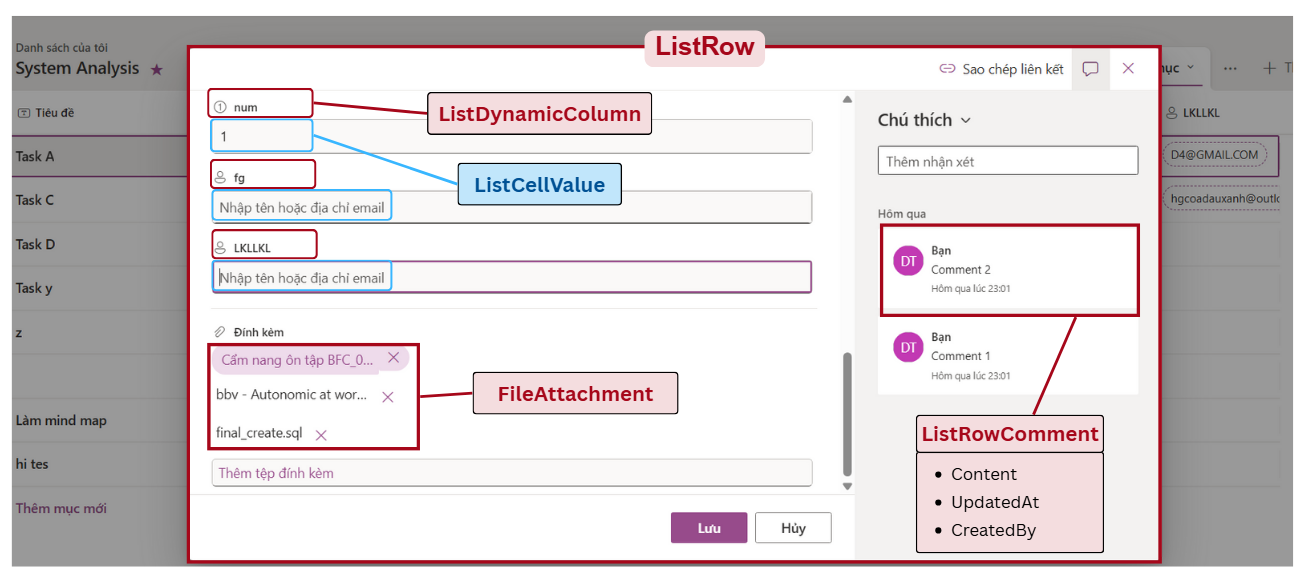 ListRow
Danh sách của tôi
System Analysis
Tiêu đề
Task A
Task C
Task D
Task y
z
Làm mind map
hi tes
Thêm mục mới
Sao chép liên kết
num
1
ListDynamicColumn
fg
ListCellValue
Nhập tên hoặc địa chỉ email
LKLLKL
Nhập tên hoặc địa chỉ email
Đính kèm
Cẩm nang ôn tập BFC_0...
bbv - Autonomic at wor...
final_create.sql
FileAttachment
Thêm tệp đính kèm
Lưu
Hủy
Chú thích
Thêm nhận xét
Hôm qua
DT
Bạn
Comment 2
Hôm qua lúc 23:01
DT
Bạn
Comment 1
Hôm qua lúc 23:01
ListRowComment
• Content
• UpdatedAt
• CreatedBy
LKLLKL
D4@GMAIL.COM